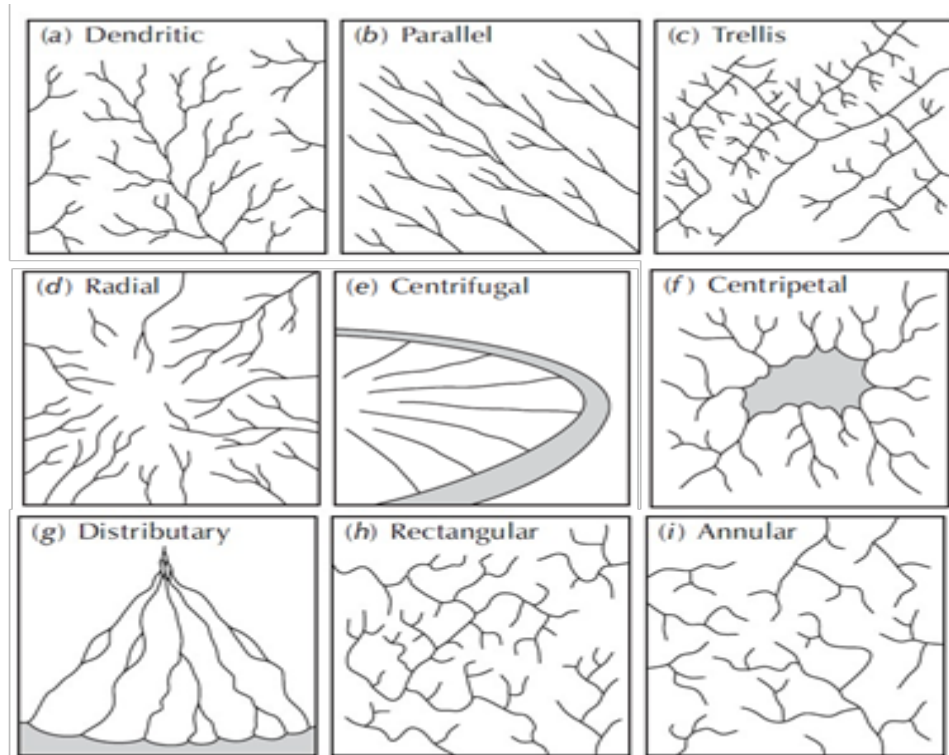 (a) Dendritic
(b) Parallel
(c) Trellis
(d) Radial
(e) Centrifugal
(f) Centripetal
(g) Distributary
(h) Rectangular
(i) Annular